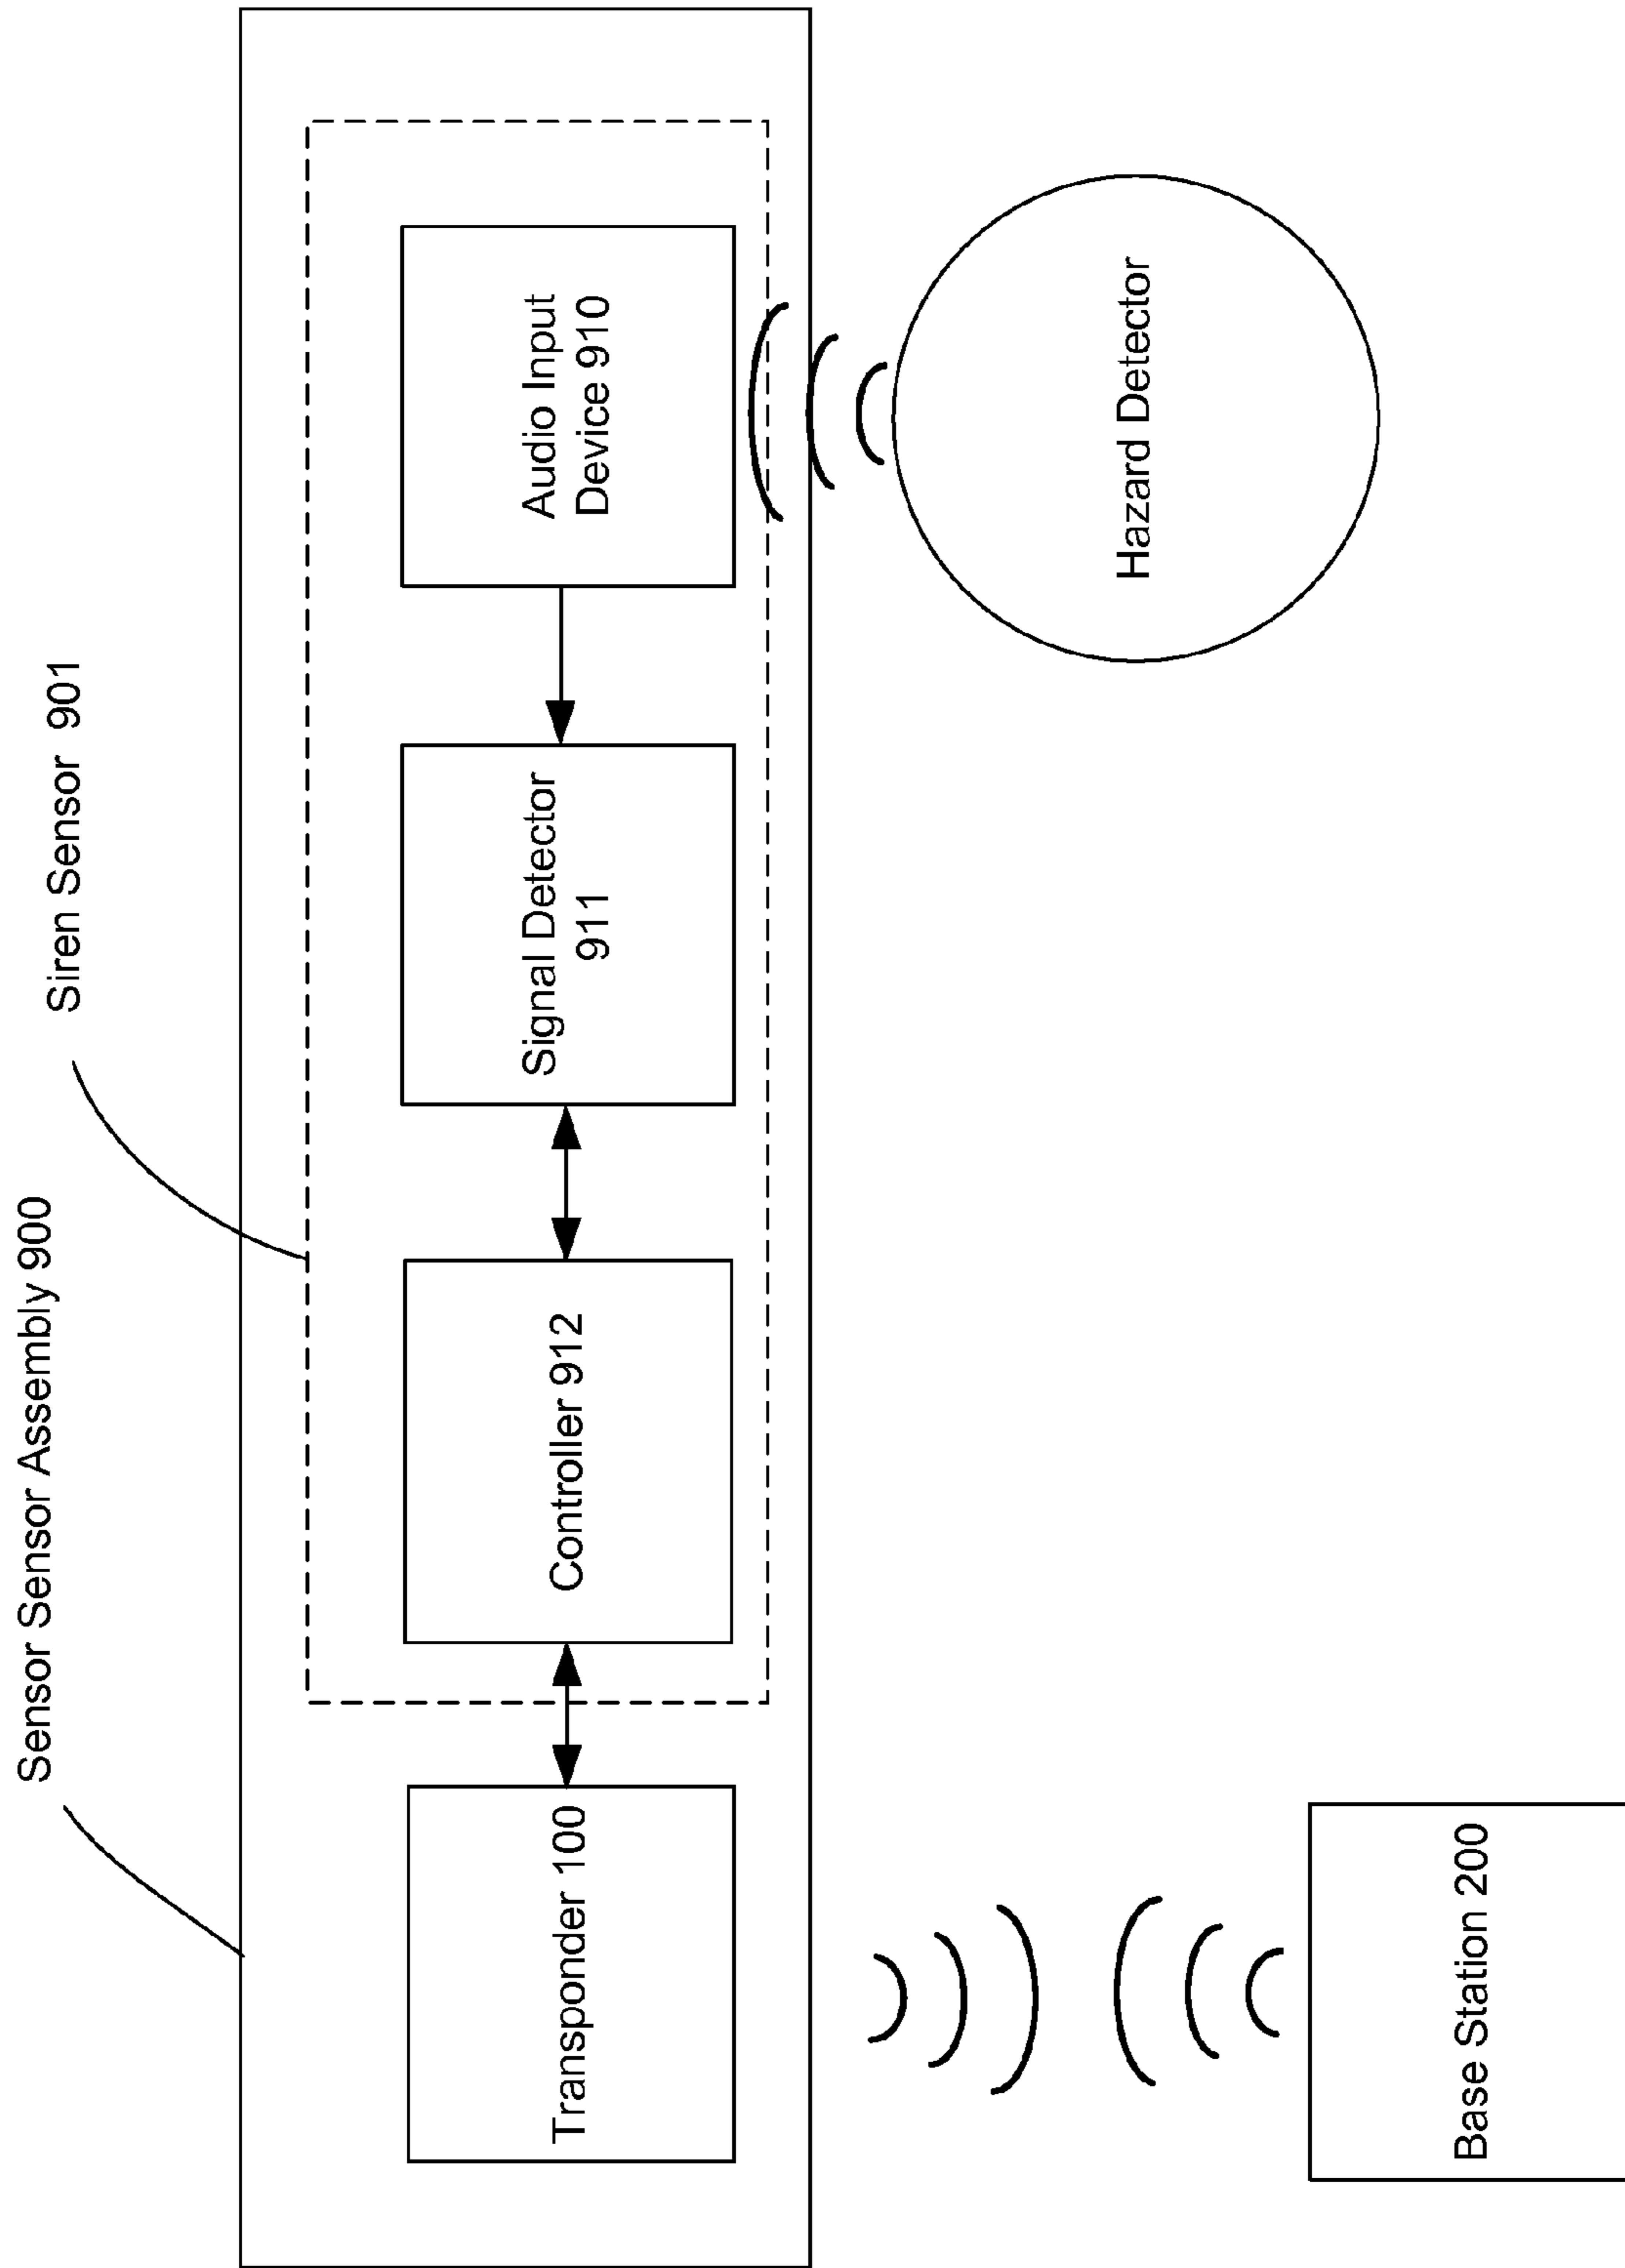 Sensor Sensor Assembly 900
Siren Sensor 901
Transponder 100
Controller 912
Signal Detector
911
Audio Input
Device 910
Base Station 200
Hazard Detector